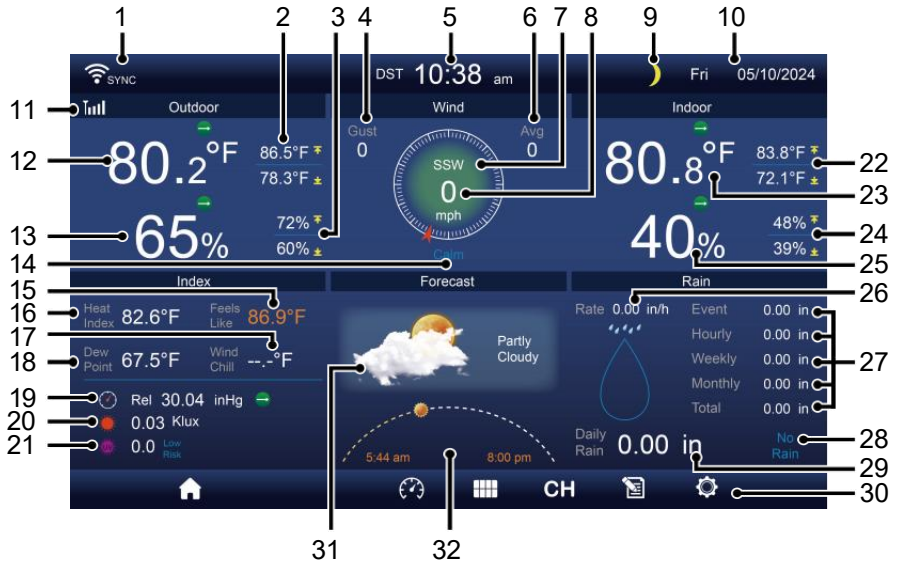 1 2 3 4 5 6 7 8 9 10
SYNC DST 10:38 am Fri 05/10/2024
11 Outdoor Wind Indoor
Gust Avg
0 0
12 80.2°F 86.5°F 78.3°F
SSW
0
mph
80.8°F 83.8°F 72.1°F 22
23
13 65% 72% 60%
40% 48% 39% 24
25
14 Calm
Index Forecast Rain
15 26
16 Heat Index 82.6°F Feels Like 86.9°F
17
18 Dew Point 67.5°F Wind Chill --.-°F
19 Rel 30.04 inHg
20 0.03 Klux
21 UV 0.0 Low Risk
Partly
Cloudy
5:44 am 8:00 pm
Rate 0.00 in/h Event 0.00 in
Hourly 0.00 in
Weekly 0.00 in 27
Monthly 0.00 in
Total 0.00 in
Daily Rain 0.00 in No Rain 28
29
CH 30
31 32